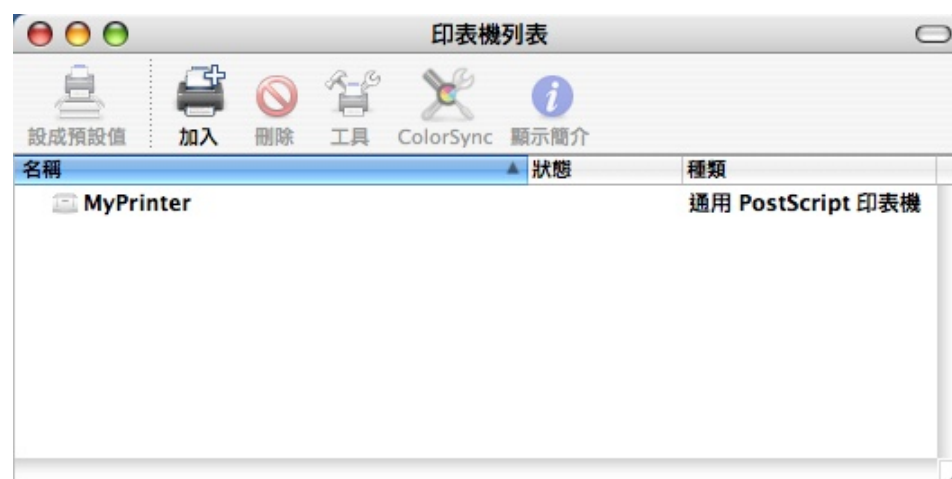 印表機列表
設成預設值 加入 刪除 工具 ColorSync 顯示簡介
名稱 狀態 種類
MyPrinter 通用 PostScript 印表機